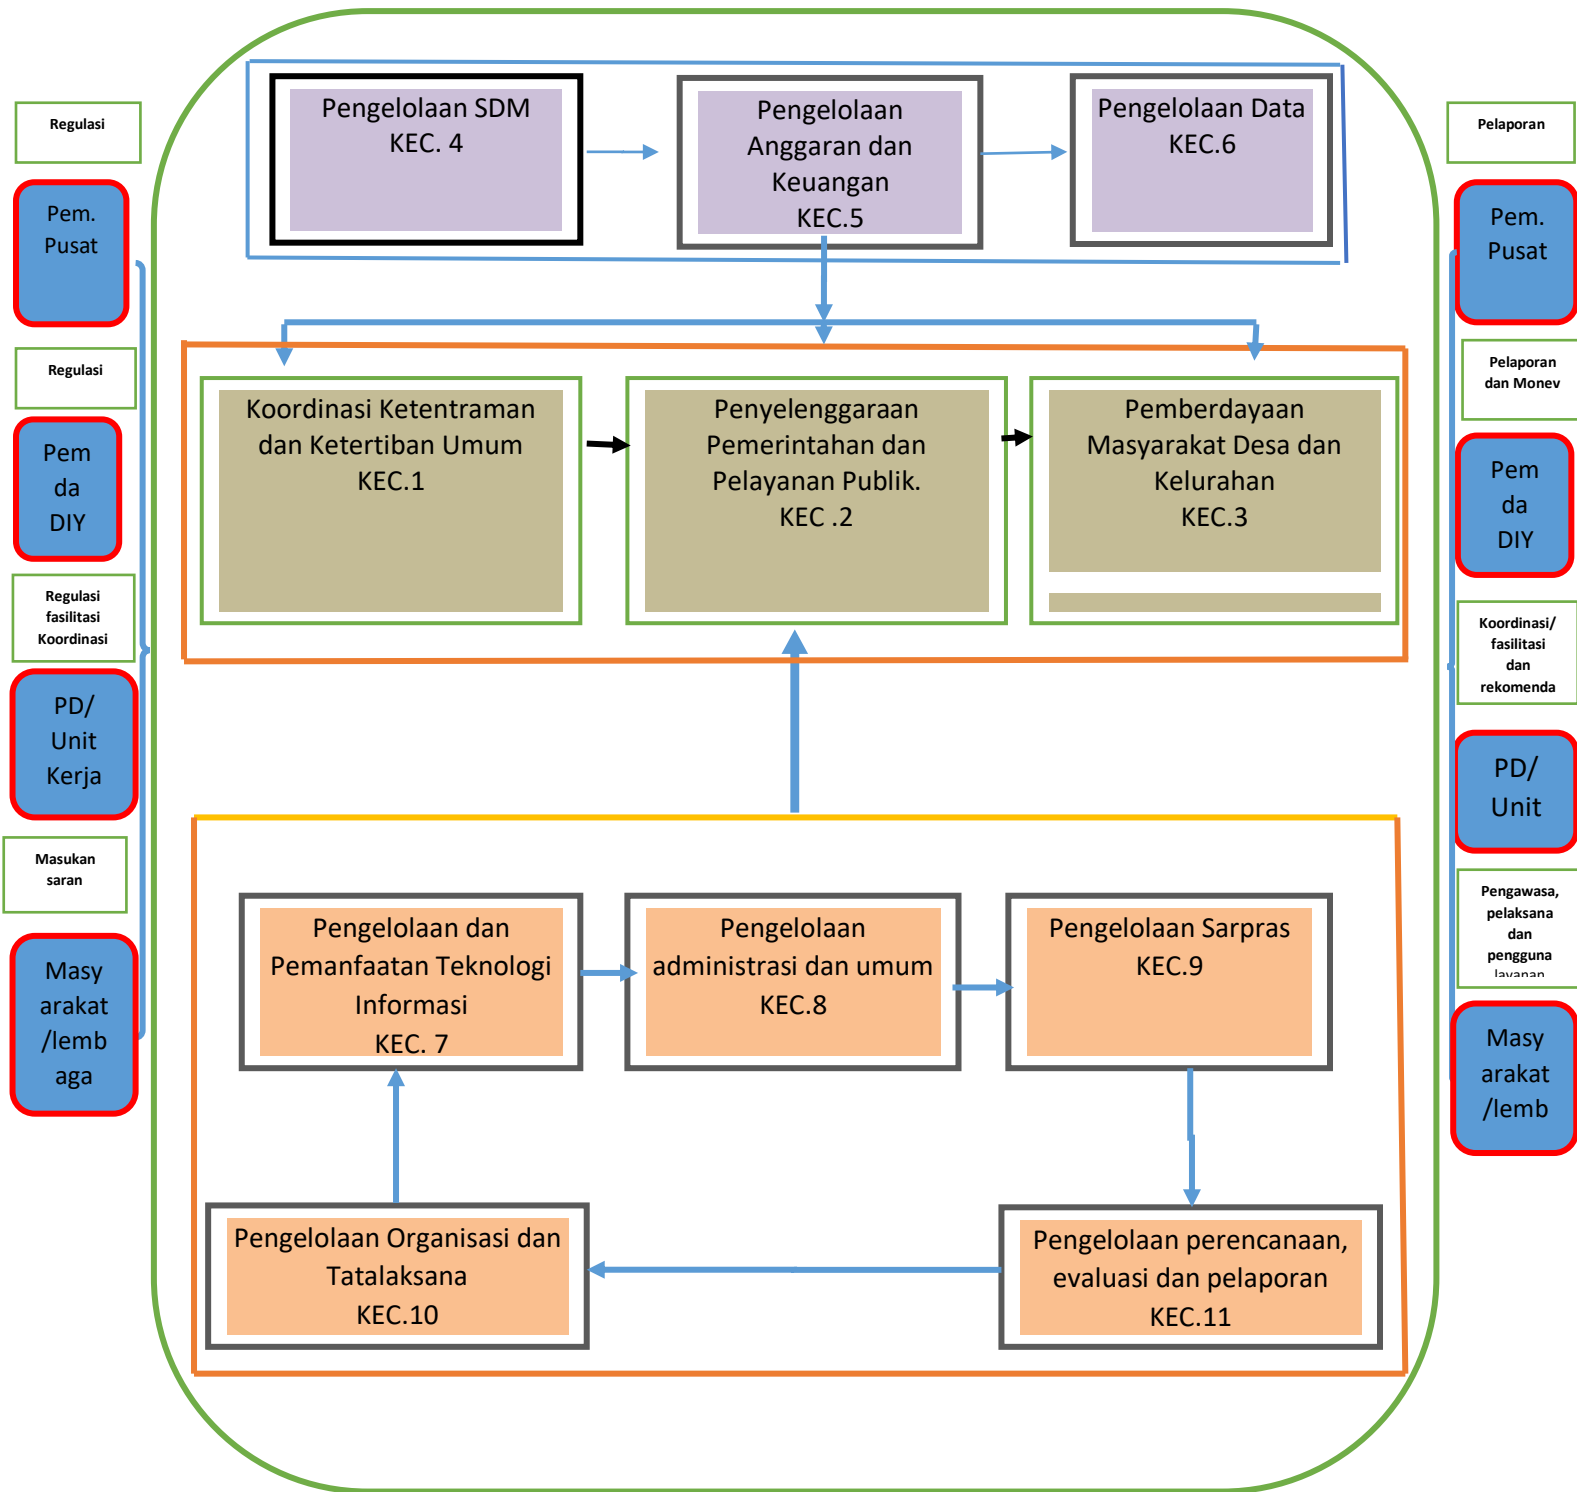 Regulasi
Pem.
Pusat
Regulasi
Pem
da
DIY
Regulasi
fasilitasi
Koordinasi
PD/
Unit
Kerja
Masukan
saran
Masy
arakat
/lemb
aga
Pengelolaan SDM
KEC. 4
Pengelolaan
Anggaran dan
Keuangan
KEC.5
Pengelolaan Data
KEC.6
Koordinasi Ketentraman
dan Ketertiban Umum
KEC.1
Penyelenggaraan
Pemerintahan dan
Pelayanan Publik.
KEC .2
Pemberdayaan
Masyarakat Desa dan
Kelurahan
KEC.3
Pengelolaan dan
Pemanfaatan Teknologi
Informasi
KEC. 7
Pengelolaan
administrasi dan umum
KEC.8
Pengelolaan Sarpras
KEC.9
Pengelolaan Organisasi dan
Tatalaksana
KEC.10
Pengelolaan perencanaan,
evaluasi dan pelaporan
KEC.11
Pelaporan
Pem.
Pusat
Pelaporan
dan Monev
Pem
da
DIY
Koordinasi/
fasilitasi
dan
rekomenda
PD/
Unit
Pengawasa,
pelaksana
dan
pengguna
layanan
Masy
arakat
/lemb